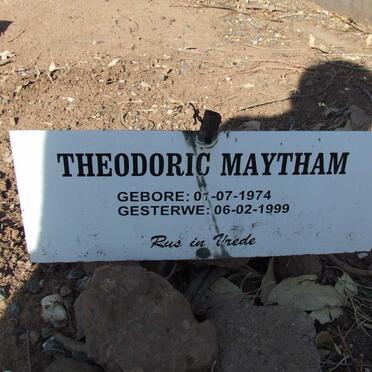 THEODORIC MAYTHAM
GEBORE: 01-07-1974
GESTERWE: 06-02-1999
Rus in Vrede